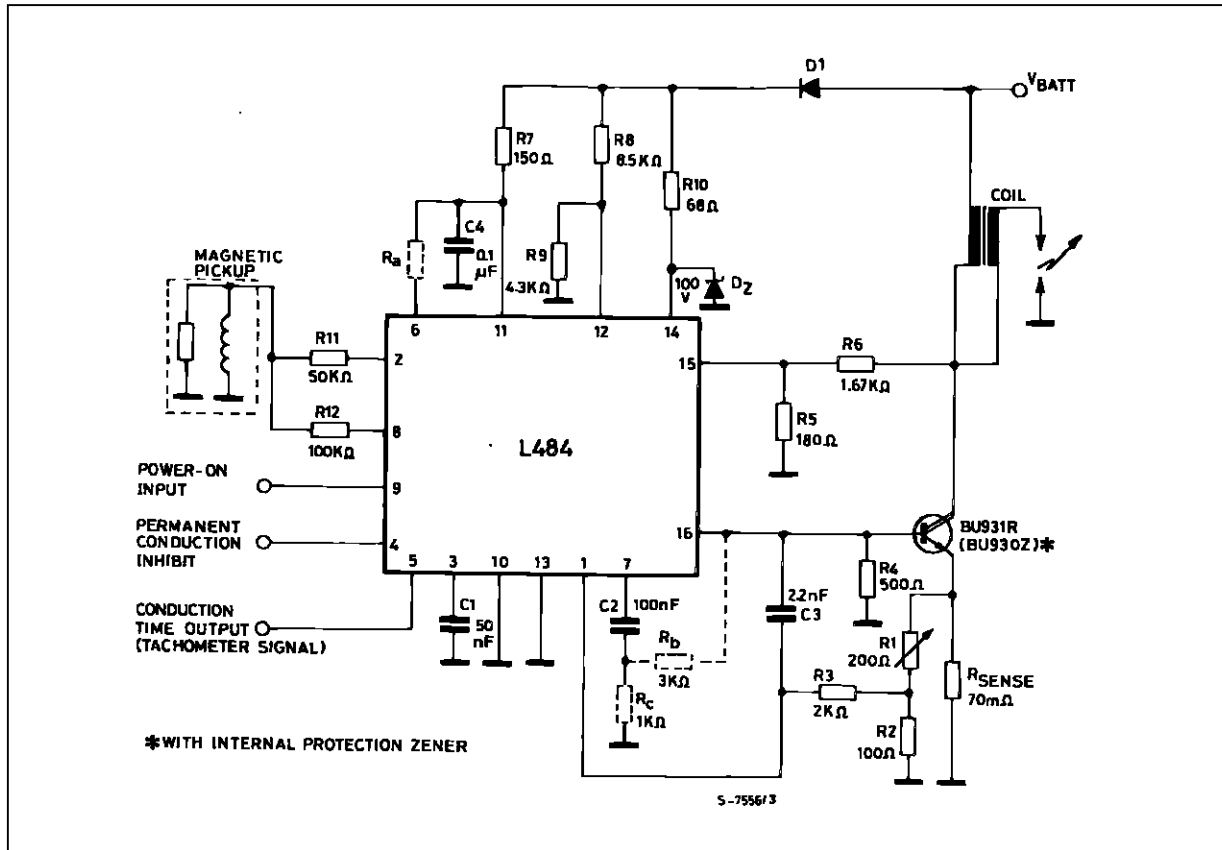 D1
VBATT
R7
150Ω
R8
8.5KΩ
R10
68Ω
COIL
C4
0.1
μF
Ra
R9
4.3KΩ
100
V
DZ
MAGNETIC
PICKUP
6
11
12
14
R11
50KΩ
2
15
R6
1.67KΩ
R12
100KΩ
8
R5
180Ω
L484
POWER-ON
INPUT
9
PERMANENT
CONDUCTION
INHIBIT
4
16
BU931R
(BU930Z)*
5
3
10
13
1
7
R4
500Ω
CONDUCTION
TIME OUTPUT
(TACHOMETER SIGNAL)
C1
50
nF
C2
100nF
2.2nF
C3
Rb
3KΩ
R1
200Ω
RSENSE
70mΩ
Rc
1KΩ
R3
2KΩ
R2
100Ω
*WITH INTERNAL PROTECTION ZENER
S-7556/3